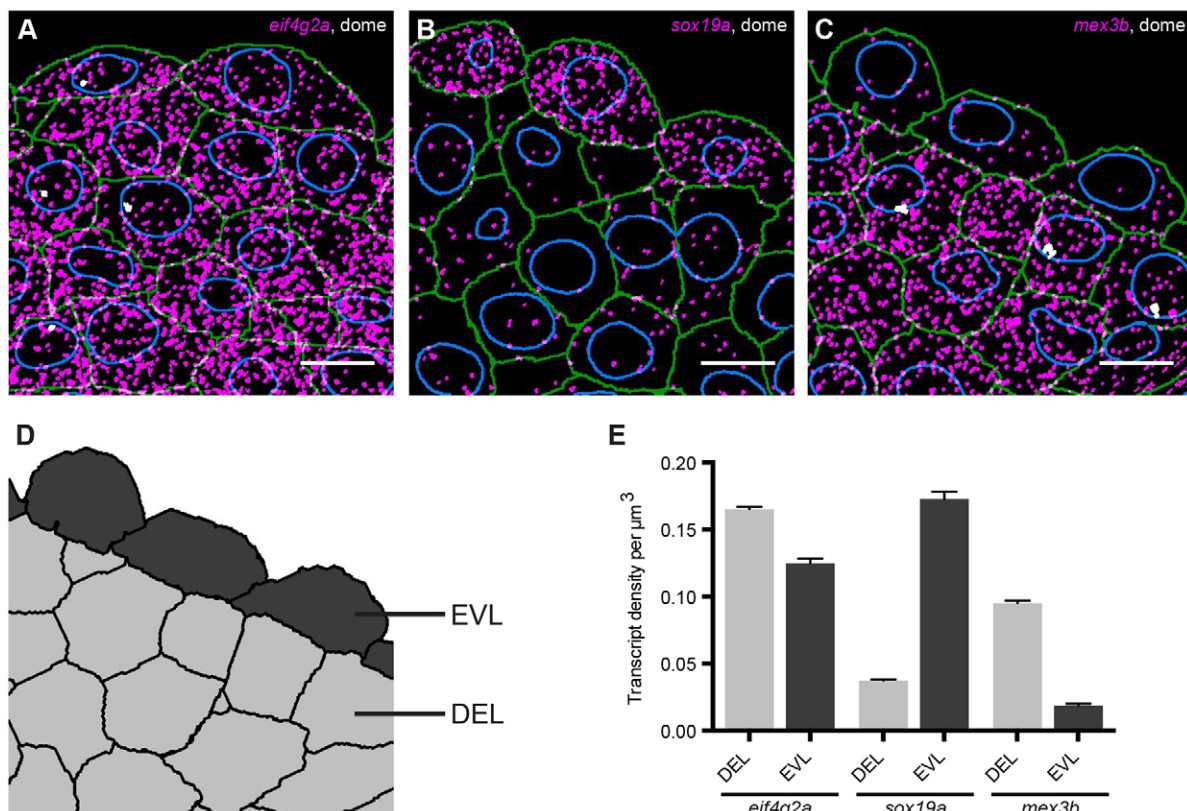 A
eif4g2a, dome
B
sox19a, dome
C
mex3b, dome
D
EVL
DEL
E
Transcript density per μm³
0.20
0.15
0.10
0.05
0.00
DEL
EVL
DEL
EVL
DEL
EVL
eif4g2a
sox19a
mex3b